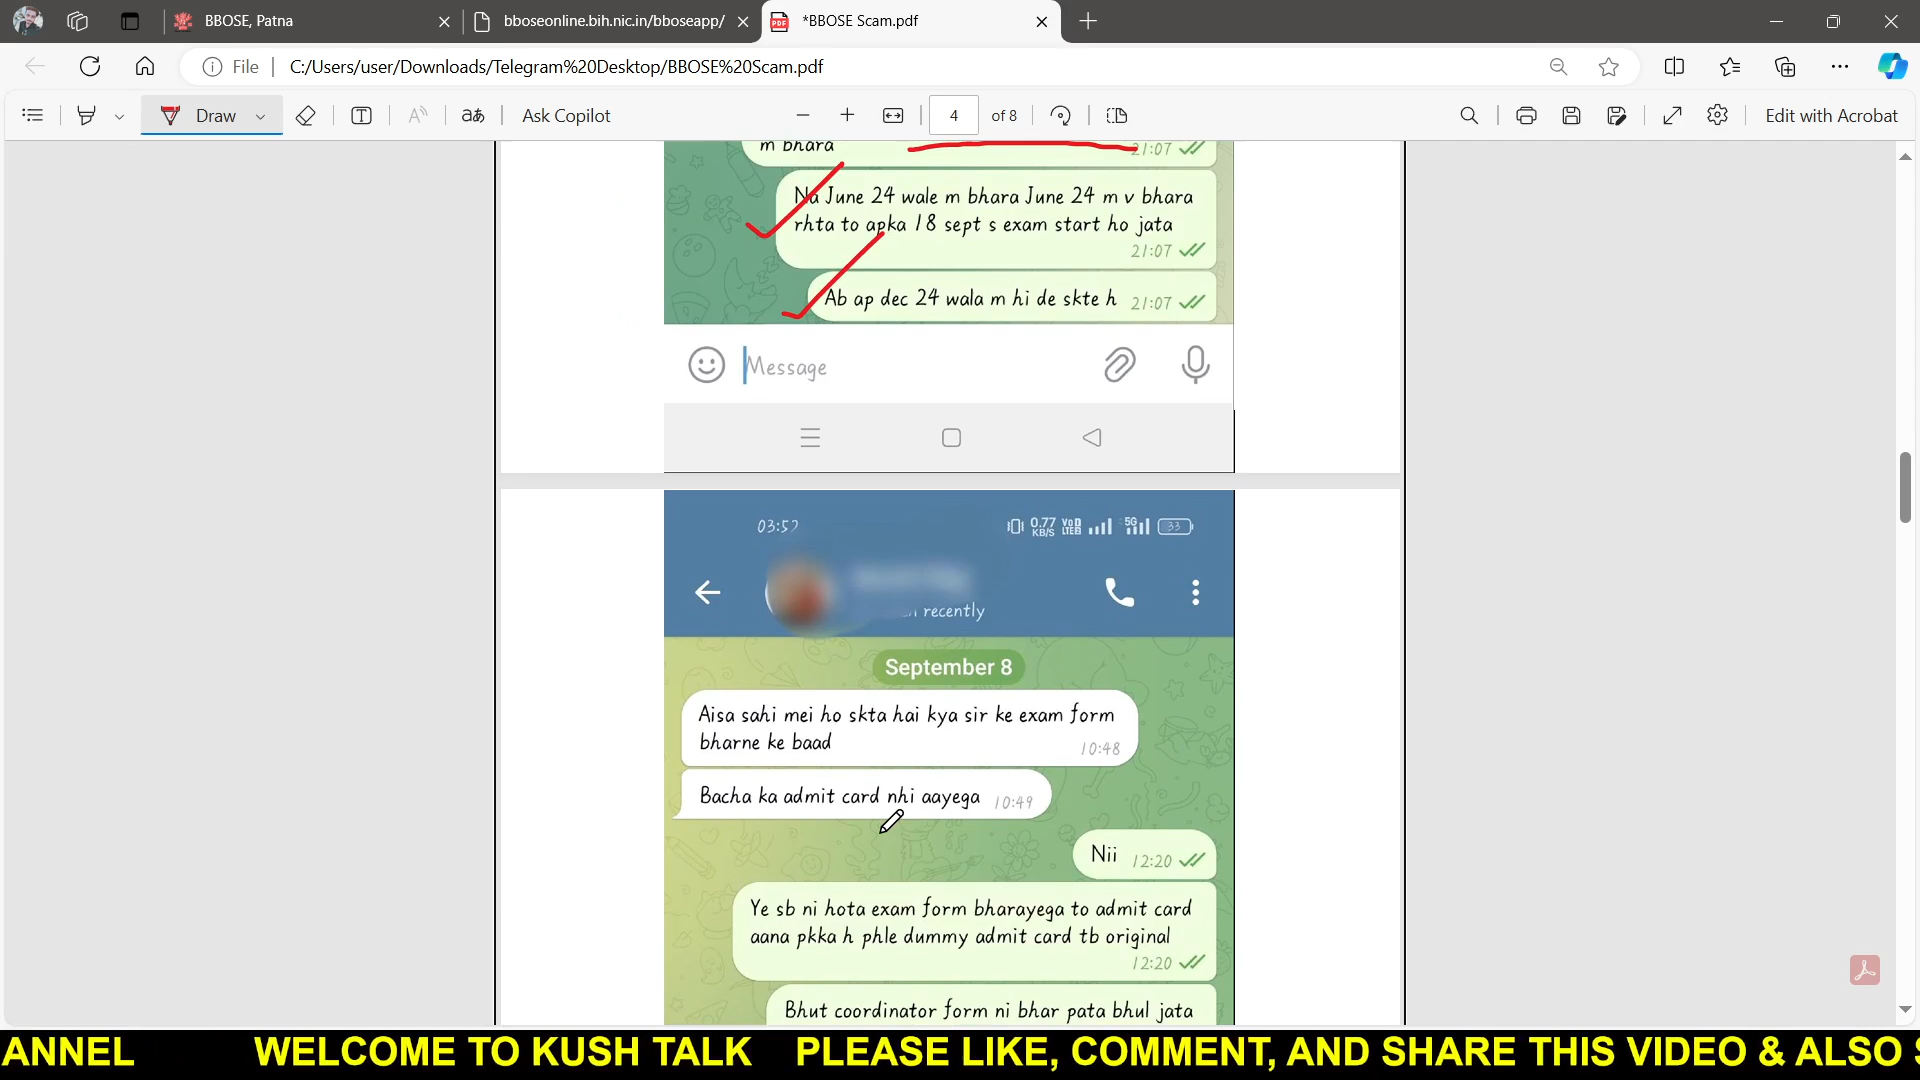 BBOSE, Patna
bboseonline.bih.nic.in/bboseapp/
*BBOSE Scam.pdf
File
C:/Users/user/Downloads/Telegram%20Desktop/BBOSE%20Scam.pdf
Draw
Ask Copilot
4 of 8
Edit with Acrobat
m bhara 21:07
Na June 24 wale m bhara June 24 m v bhara
rhta to apka 18 sept s exam start ho jata
21:07
Ab ap dec 24 wala m hi de skte h 21:07
Message
03:52 0.77 KB/S VoD LTE2 5G 33
recently
September 8
Aisa sahi mei ho skta hai kya sir ke exam form
bharne ke baad 10:48
Bacha ka admit card nhi aayega 10:49
Nii 12:20
Ye sb ni hota exam form bharayega to admit card
aana pkka h phle dummy admit card tb original
12:20
Bhut coordinator form ni bhar pata bhul jata
ANNEL WELCOME TO KUSH TALK PLEASE LIKE, COMMENT, AND SHARE THIS VIDEO & ALSO